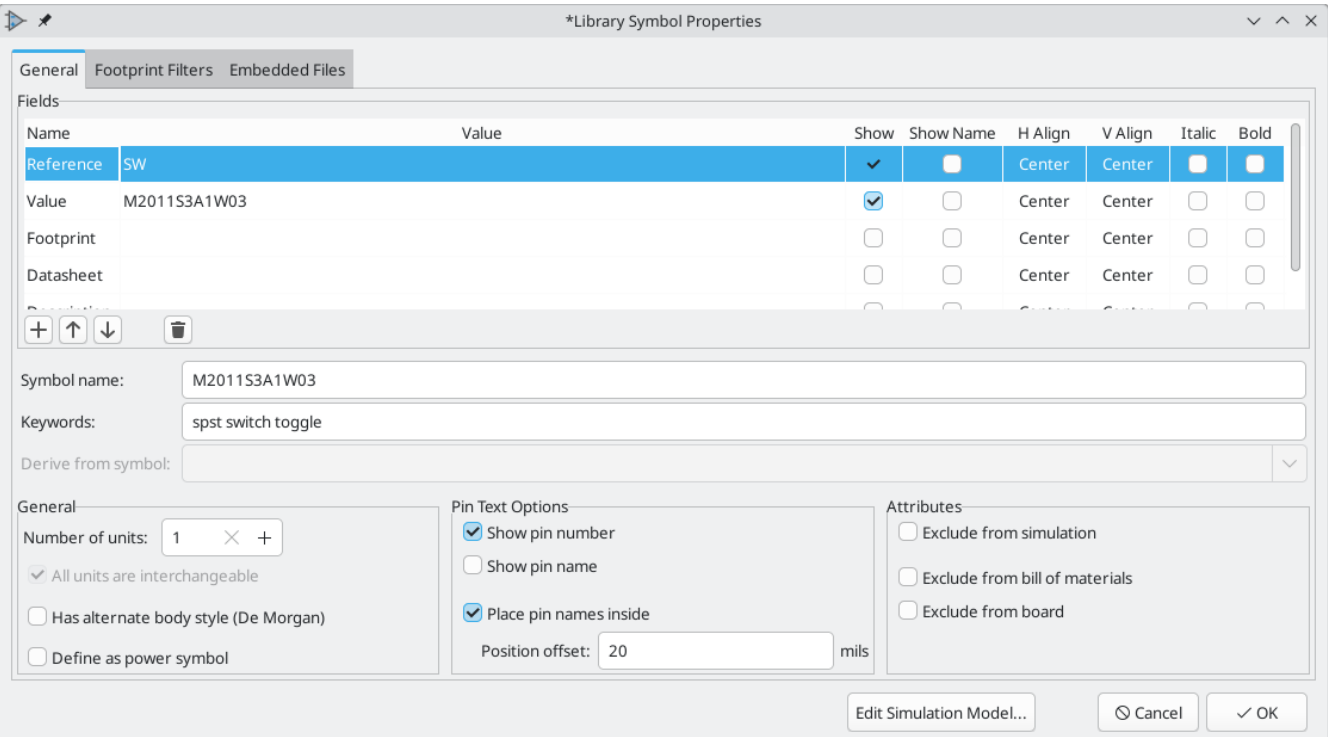 *Library Symbol Properties
General Footprint Filters Embedded Files
Fields
Name Value Show Show Name H Align V Align Italic Bold
Reference SW Center Center
Value M2011S3A1W03 Center Center
Footprint Center Center
Datasheet Center Center
Symbol name: M2011S3A1W03
Keywords: spst switch toggle
Derive from symbol:
General
Number of units: 1
All units are interchangeable
Has alternate body style (De Morgan)
Define as power symbol
Pin Text Options
Show pin number
Show pin name
Place pin names inside
Position offset: 20 mils
Attributes
Exclude from simulation
Exclude from bill of materials
Exclude from board
Edit Simulation Model... Cancel OK